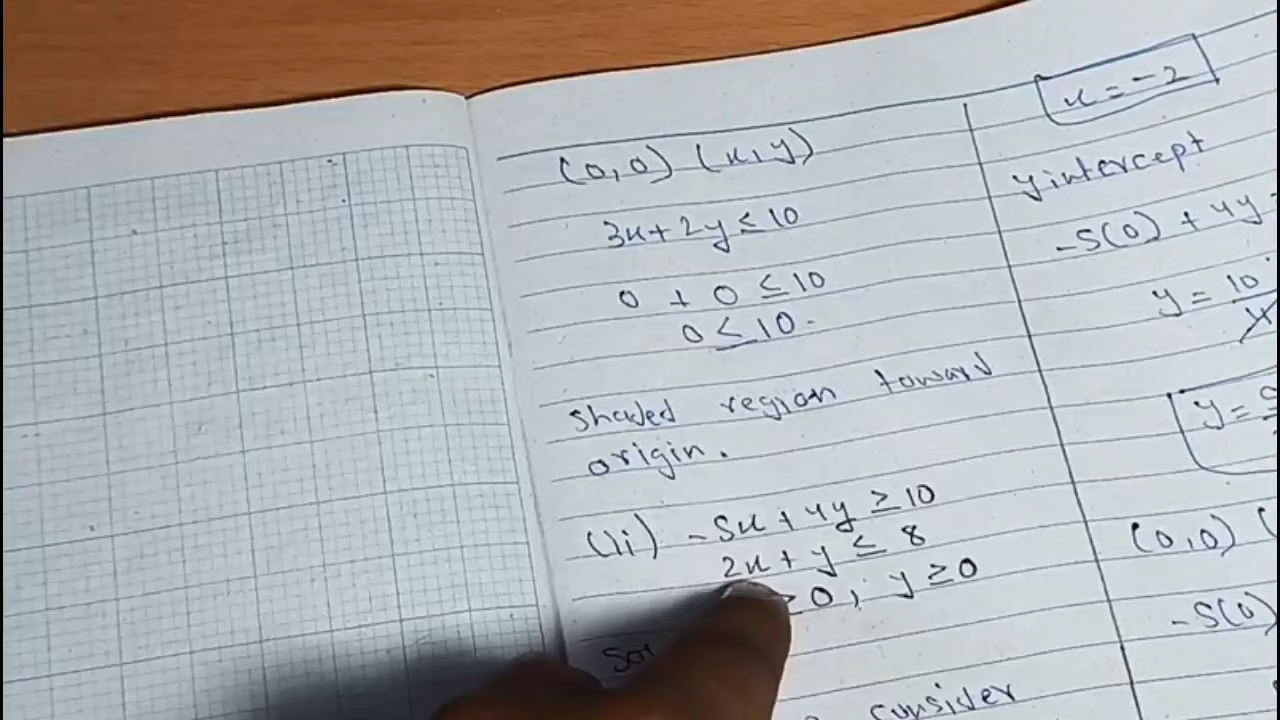 (0,0) (x,y)
3x+2y≤10
0 + 0 ≤10
0 ≤ 10.
shaded region toward
origin.
(ii) -5x + 4y ≥ 10
2x + y ≤ 8
≥ 0 ; y ≥ 0
consider
x = -2
y intercept
-5(0) + 4y
y = 10
y =
(0,0) (
-5(0)